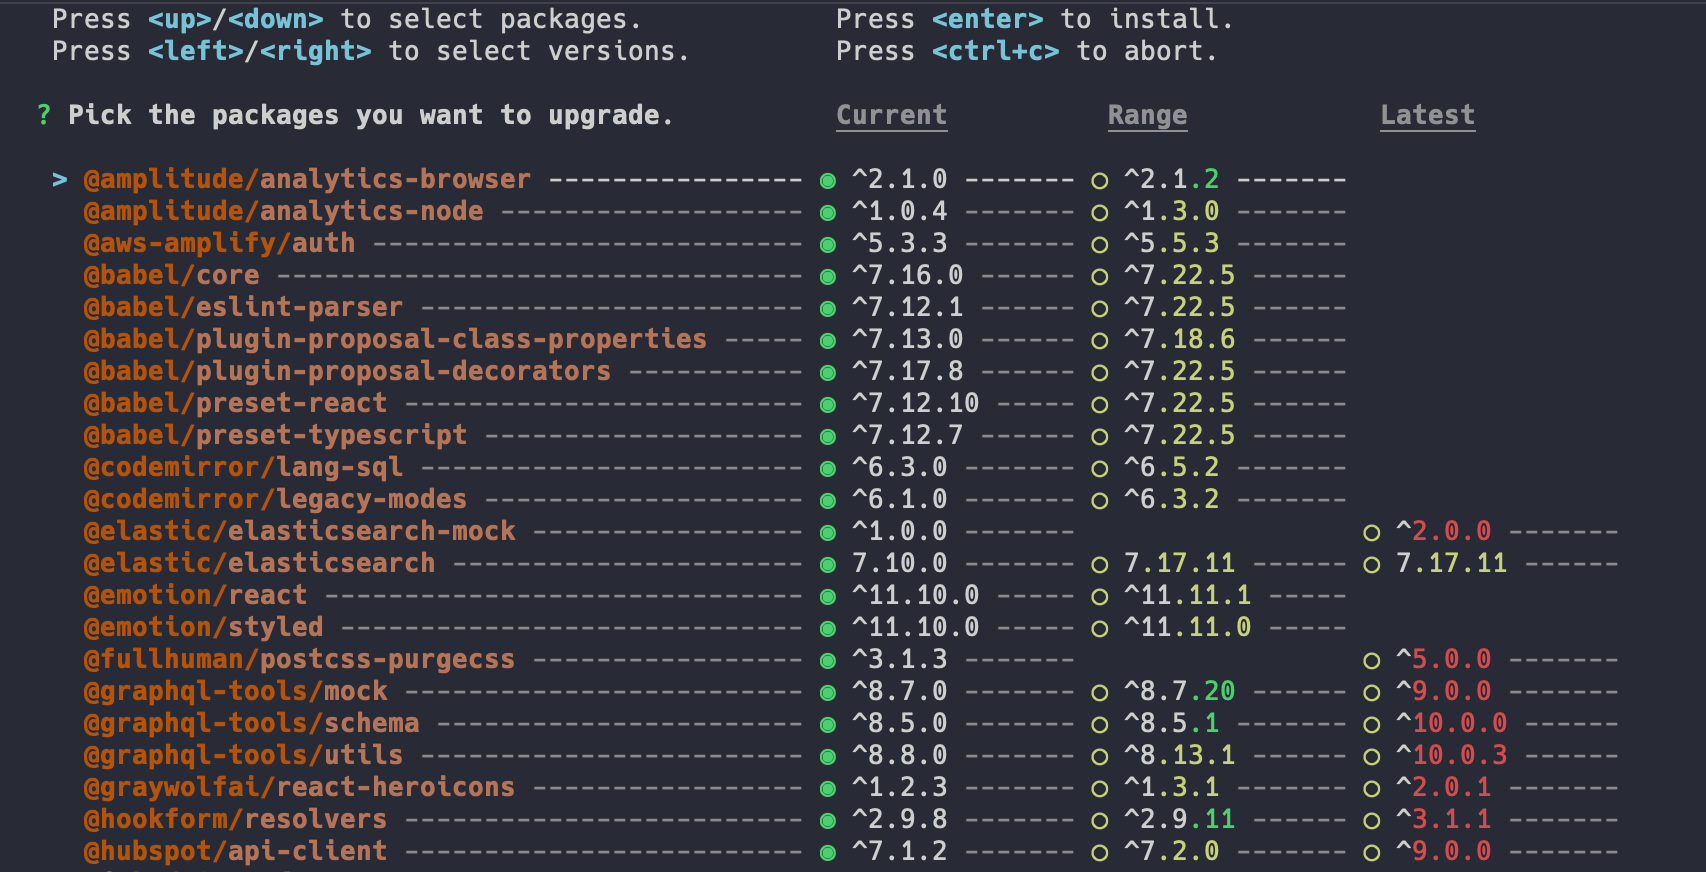 Press <up>/<down> to select packages. Press <enter> to install.
Press <left>/<right> to select versions. Press <ctrl+c> to abort.
? Pick the packages you want to upgrade. Current Range Latest
> @amplitude/analytics-browser ---------------- ◉ ^2.1.0 ------- ◯ ^2.1.2 -------
@amplitude/analytics-node ------------------- ◉ ^1.0.4 ------- ◯ ^1.3.0 -------
@aws-amplify/auth --------------------------- ◉ ^5.3.3 ------- ◯ ^5.5.3 -------
@babel/core --------------------------------- ◉ ^7.16.0 ------ ◯ ^7.22.5 ------
@babel/eslint-parser ------------------------ ◉ ^7.12.1 ------ ◯ ^7.22.5 ------
@babel/plugin-proposal-class-properties ----- ◉ ^7.13.0 ------ ◯ ^7.18.6 ------
@babel/plugin-proposal-decorators ----------- ◉ ^7.17.8 ------ ◯ ^7.22.5 ------
@babel/preset-react ------------------------- ◉ ^7.12.10 ----- ◯ ^7.22.5 ------
@babel/preset-typescript -------------------- ◉ ^7.12.7 ------ ◯ ^7.22.5 ------
@codemirror/lang-sql ------------------------ ◉ ^6.3.0 ------- ◯ ^6.5.2 -------
@codemirror/legacy-modes -------------------- ◉ ^6.1.0 ------- ◯ ^6.3.2 -------
@elastic/elasticsearch-mock ----------------- ◉ ^1.0.0 ------- ◯ ^2.0.0 -------
@elastic/elasticsearch ---------------------- ◉ 7.10.0 ------- ◯ 7.17.11 ------ ◯ 7.17.11 ------
@emotion/react ------------------------------ ◉ ^11.10.0 ----- ◯ ^11.11.1 -----
@emotion/styled ----------------------------- ◉ ^11.10.0 ----- ◯ ^11.11.0 -----
@fullhuman/postcss-purgecss ----------------- ◉ ^3.1.3 ------- ◯ ^5.0.0 -------
@graphql-tools/mock ------------------------- ◉ ^8.7.0 ------- ◯ ^8.7.20 ------ ◯ ^9.0.0 -------
@graphql-tools/schema ----------------------- ◉ ^8.5.0 ------- ◯ ^8.5.1 ------- ◯ ^10.0.0 ------
@graphql-tools/utils ------------------------ ◉ ^8.8.0 ------- ◯ ^8.13.1 ------ ◯ ^10.0.3 ------
@graywolfai/react-heroicons ----------------- ◉ ^1.2.3 ------- ◯ ^1.3.1 ------- ◯ ^2.0.1 -------
@hookform/resolvers ------------------------- ◉ ^2.9.8 ------- ◯ ^2.9.11 ------ ◯ ^3.1.1 -------
@hubspot/api-client ------------------------- ◉ ^7.1.2 ------- ◯ ^7.2.0 ------- ◯ ^9.0.0 -------